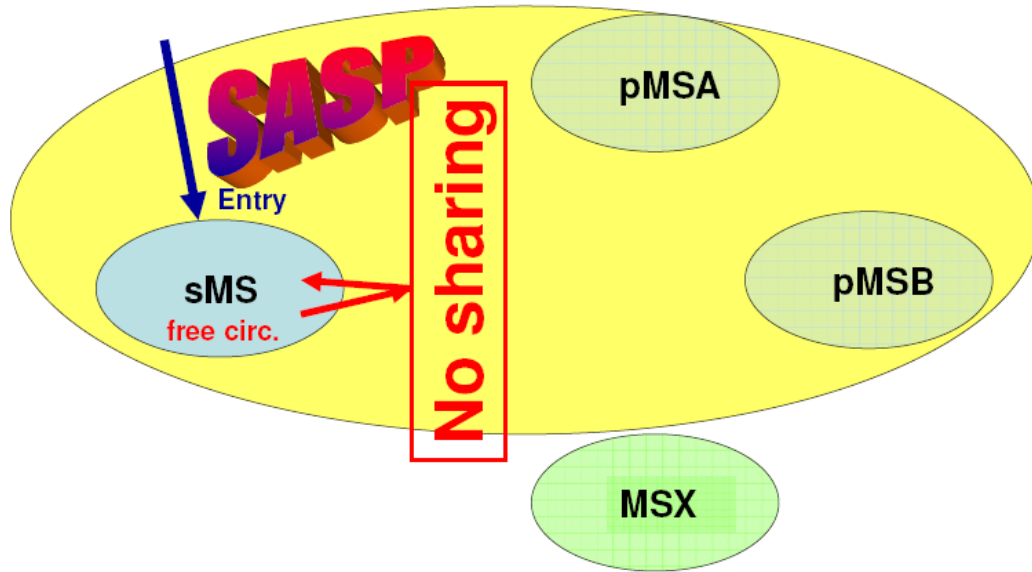 SASP
pMSA
Entry
No sharing
sMS
free circ.
pMSB
MSX